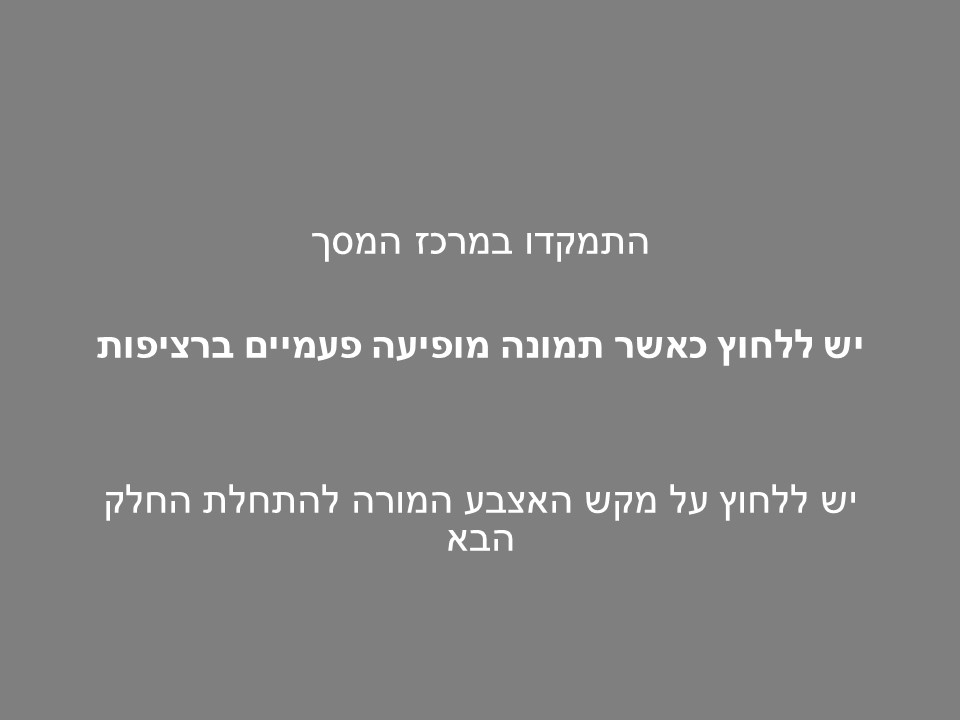 התמקדו במרכז המסך
יש ללחוץ כאשר תמונה מופיעה פעמיים ברציפות
יש ללחוץ על מקש האצבע המורה להתחלת החלק
הבא